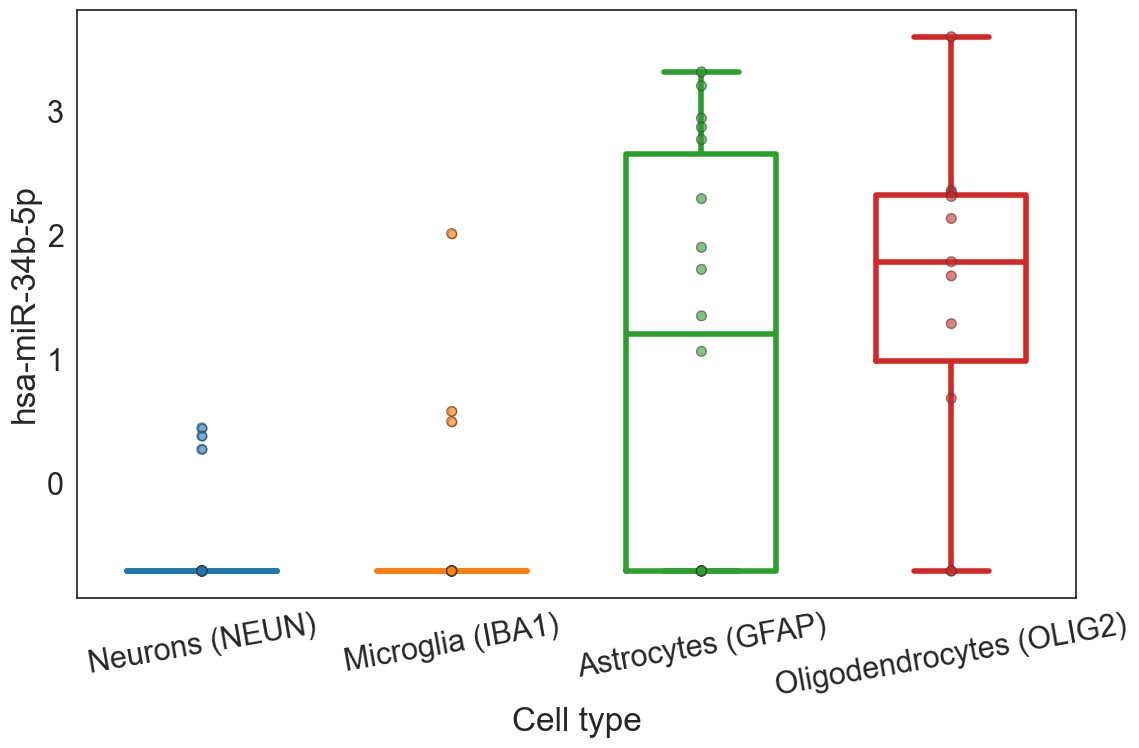 hsa-miR-34b-5p
3
2
1
0
Neurons (NEUN)
Microglia (IBA1)
Astrocytes (GFAP)
Oligodendrocytes (OLIG2)
Cell type